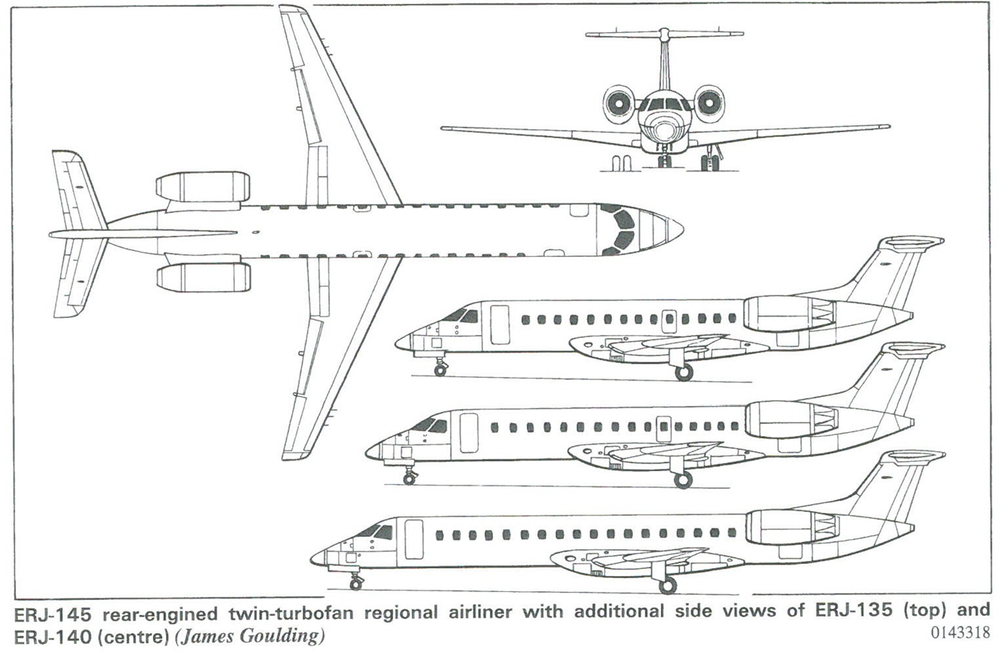 ERJ-145 rear-engined twin-turbofan regional airliner with additional side views of ERJ-135 (top) and
ERJ-140 (centre) (James Goulding) 0143318